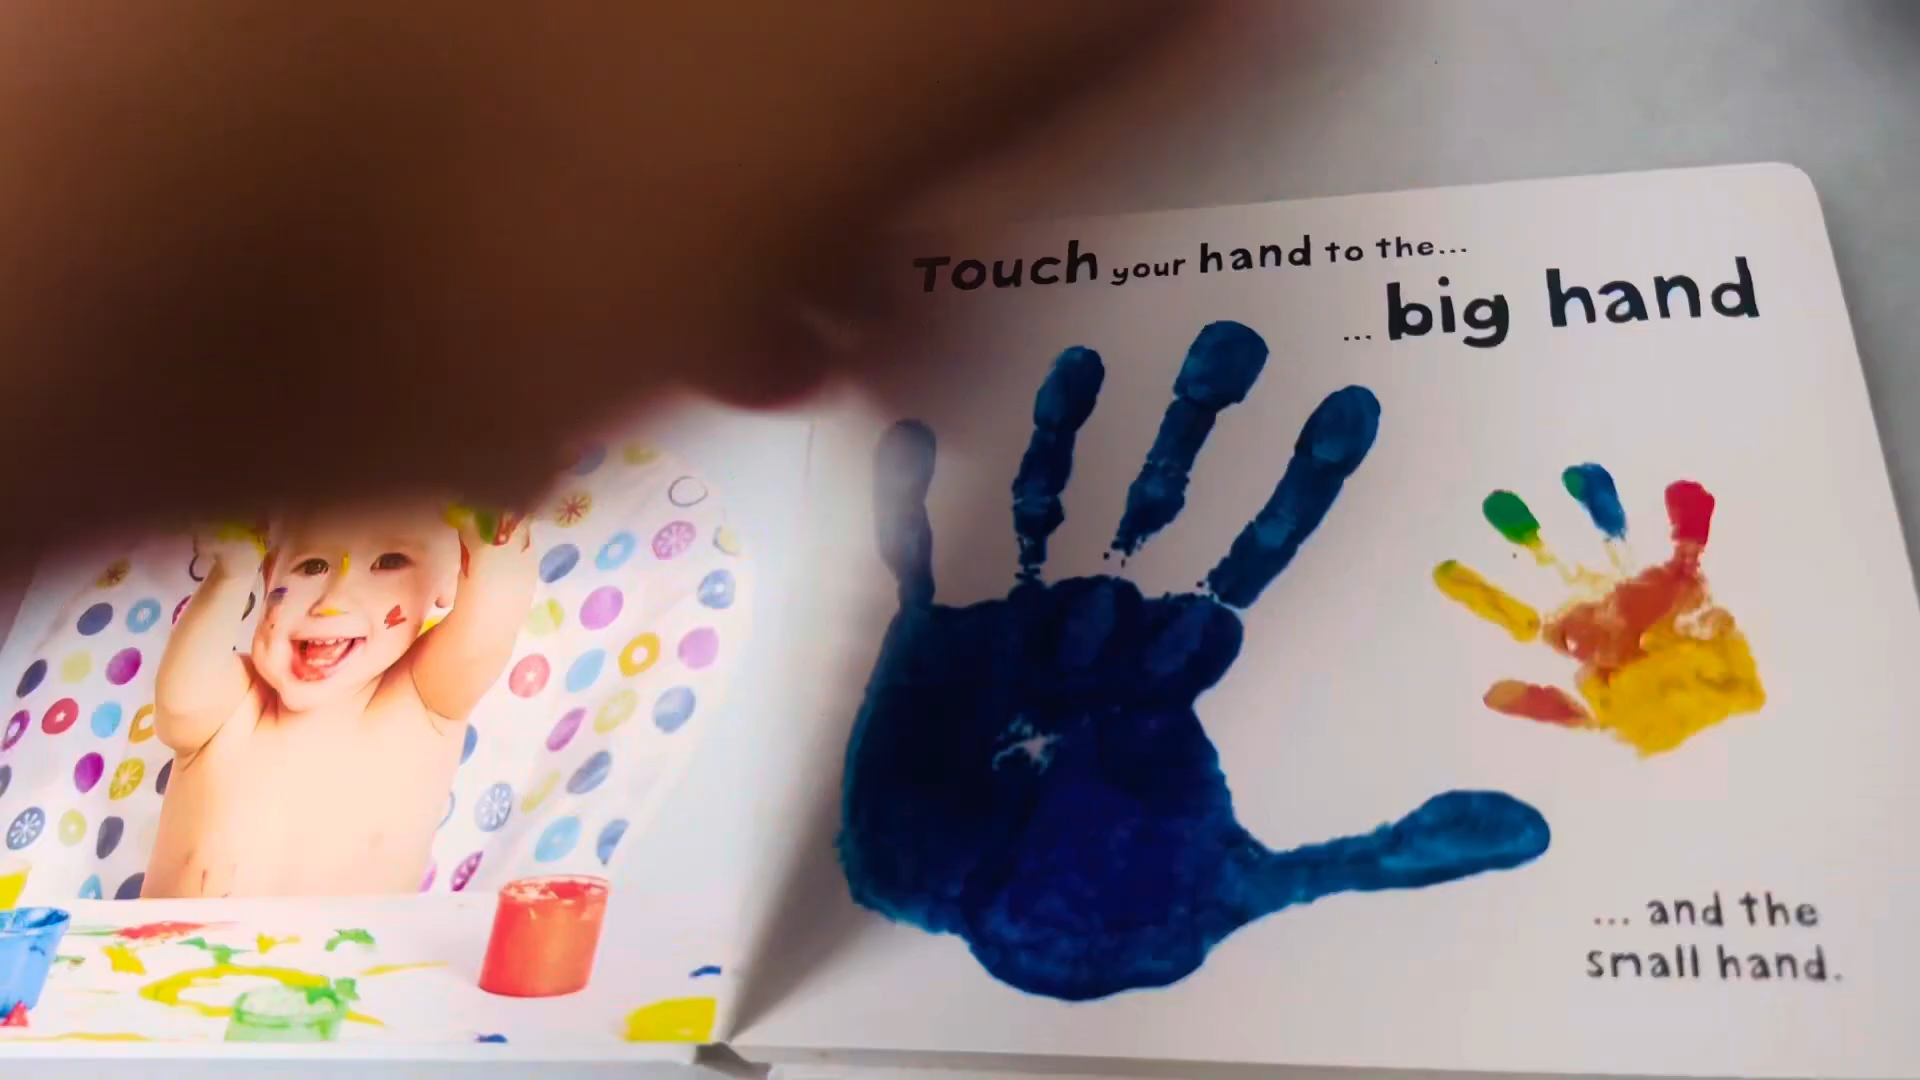 Touch your hand to the...
... big hand
... and the
small hand.